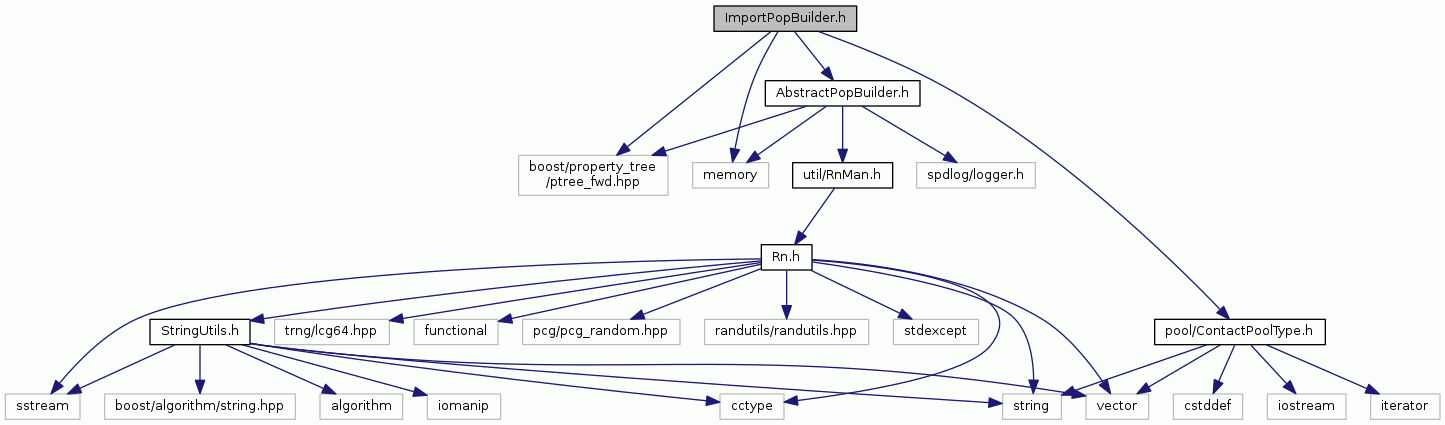 ImportPopBuilder.h
AbstractPopBuilder.h
boost/property_tree
/ptree_fwd.hpp
memory
util/RnMan.h
spdlog/logger.h
Rn.h
StringUtils.h
trng/lcg64.hpp
functional
pcg/pcg_random.hpp
randutils/randutils.hpp
stdexcept
pool/ContactPoolType.h
sstream
boost/algorithm/string.hpp
algorithm
iomanip
cctype
string
vector
cstddef
iostream
iterator